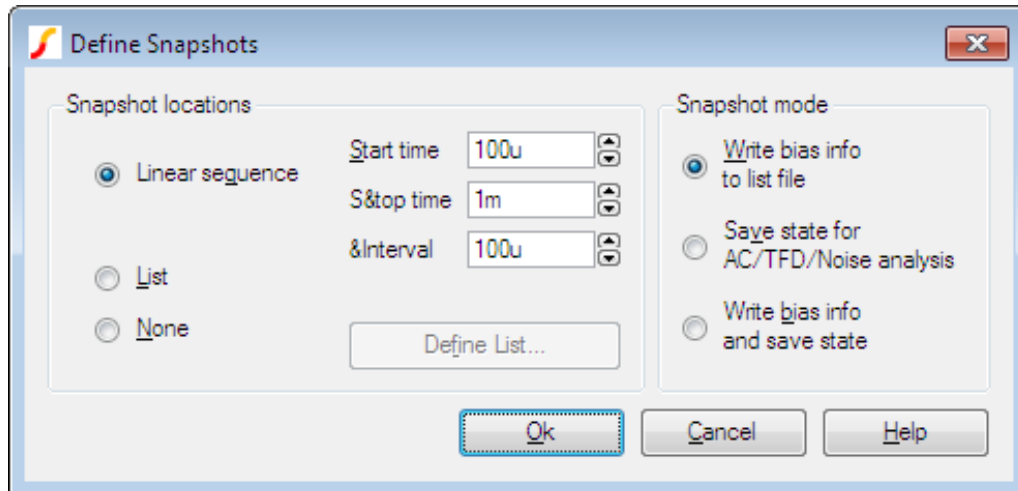 Define Snapshots
Snapshot locations
Linear sequence
List
None
Start time 100u
S&top time 1m
&Interval 100u
Define List...
Snapshot mode
Write bias info
to list file
Save state for
AC/TFD/Noise analysis
Write bias info
and save state
Ok
Cancel
Help